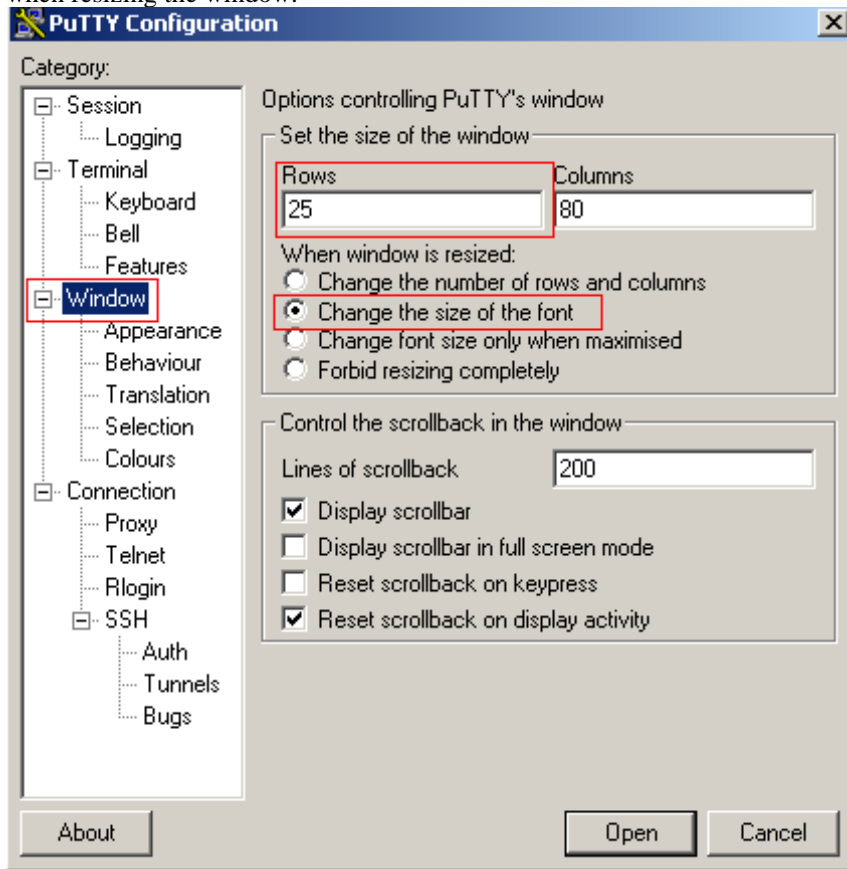 when resizing the window.
PuTTY Configuration
Category:
Session
Logging
Terminal
Keyboard
Bell
Features
Window
Appearance
Behaviour
Translation
Selection
Colours
Connection
Proxy
Telnet
Rlogin
SSH
Auth
Tunnels
Bugs
Options controlling PuTTY's window
Set the size of the window
Rows Columns
25 80
When window is resized:
Change the number of rows and columns
Change the size of the font
Change font size only when maximised
Forbid resizing completely
Control the scrollback in the window
Lines of scrollback 200
Display scrollbar
Display scrollbar in full screen mode
Reset scrollback on keypress
Reset scrollback on display activity
About Open Cancel